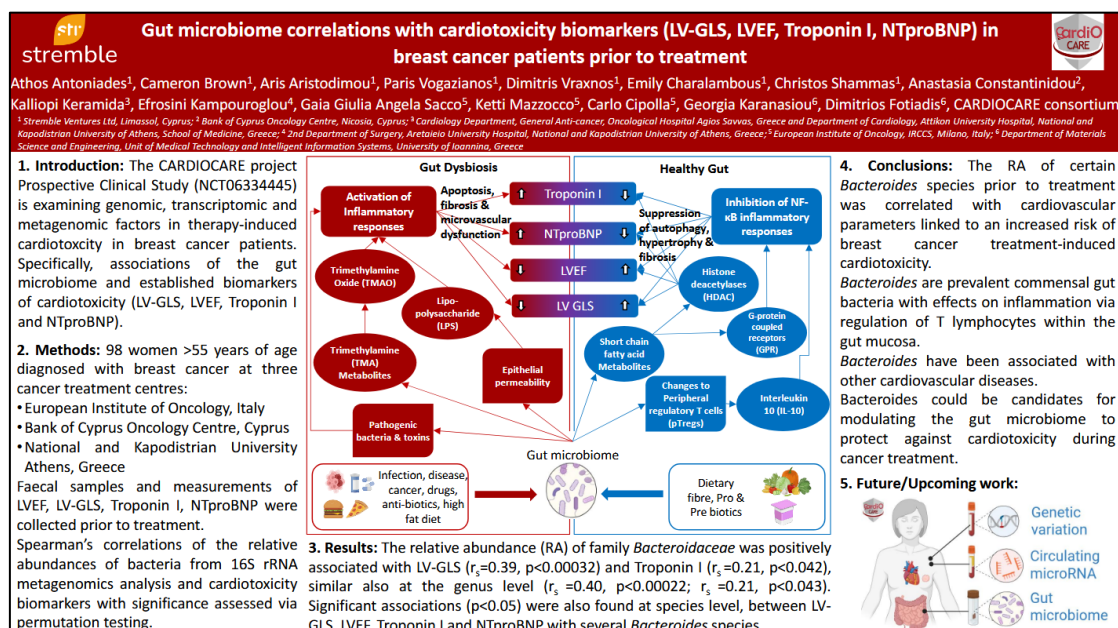 str
stremble
Gut microbiome correlations with cardiotoxicity biomarkers (LV-GLS, LVEF, Troponin I, NTproBNP) in
breast cancer patients prior to treatment
CardiO
CARE
Athos Antoniades1, Cameron Brown1, Aris Aristodimou1, Paris Vogazianos1, Dimitris Vraxnos1, Emily Charalambous1, Christos Shammas1, Anastasia Constantinidou2,
Kalliopi Keramida3, Efrosini Kampouroglou4, Gaia Giulia Angela Sacco5, Ketti Mazzocco5, Carlo Cipolla5, Georgia Karanasiou6, Dimitrios Fotiadis6, CARDIOCARE consortium
1 Stremble Ventures Ltd, Limassol, Cyprus; 2 Bank of Cyprus Oncology Centre, Nicosia, Cyprus; 3 Cardiology Department, General Anti-cancer, Oncological Hospital Agios Savvas, Greece and Department of Cardiology, Attikon University Hospital, National and
Kapodistrian University of Athens, School of Medicine, Greece; 4 2nd Department of Surgery, Aretaieio University Hospital, National and Kapodistrian University of Athens, Greece; 5 European Institute of Oncology, IRCCS, Milano, Italy; 6 Department of Materials
Science and Engineering, Unit of Medical Technology and Intelligent Information Systems, University of Ioannina, Greece
1. Introduction: The CARDIOCARE project
Prospective Clinical Study (NCT06334445)
is examining genomic, transcriptomic and
metagenomic factors in therapy-induced
cardiotoxcity in breast cancer patients.
Specifically, associations of the gut
microbiome and established biomarkers
of cardiotoxicity (LV-GLS, LVEF, Troponin I
and NTproBNP).
2. Methods: 98 women >55 years of age
diagnosed with breast cancer at three
cancer treatment centres:
• European Institute of Oncology, Italy
• Bank of Cyprus Oncology Centre, Cyprus
• National and Kapodistrian University
Athens, Greece
Faecal samples and measurements of
LVEF, LV-GLS, Troponin I, NTproBNP were
collected prior to treatment.
Spearman's correlations of the relative
abundances of bacteria from 16S rRNA
metagenomics analysis and cardiotoxicity
biomarkers with significance assessed via
permutation testing.
Gut Dysbiosis
Healthy Gut
Activation of
Inflammatory
responses
Apoptosis,
fibrosis &
microvascular
dysfunction
Troponin I
NTproBNP
LVEF
LV GLS
Suppression
of autophagy,
hypertrophy &
fibrosis
Inhibition of NF-
κB inflammatory
responses
Trimethylamine
Oxide (TMAO)
Lipo-
polysaccharide
(LPS)
Trimethylamine
(TMA)
Metabolites
Epithelial
permeability
Pathogenic
bacteria & toxins
Histone
deacetylases
(HDAC)
G-protein
coupled
receptors
(GPR)
Short chain
fatty acid
Metabolites
Changes to
Peripheral
regulatory T cells
(pTregs)
Interleukin
10 (IL-10)
Gut microbiome
Infection, disease,
cancer, drugs,
anti-biotics, high
fat diet
Dietary
fibre, Pro &
Pre biotics
3. Results: The relative abundance (RA) of family Bacteroidaceae was positively
associated with LV-GLS (rs=0.39, p<0.00032) and Troponin I (rs=0.21, p<0.042),
similar also at the genus level (rs =0.40, p<0.00022; rs =0.21, p<0.043).
Significant associations (p<0.05) were also found at species level, between LV-
GLS, LVEF, Troponin I and NTproBNP with several Bacteroides species.
4. Conclusions: The RA of certain
Bacteroides species prior to treatment
was correlated with cardiovascular
parameters linked to an increased risk of
breast cancer treatment-induced
cardiotoxicity.
Bacteroides are prevalent commensal gut
bacteria with effects on inflammation via
regulation of T lymphocytes within the
gut mucosa.
Bacteroides have been associated with
other cardiovascular diseases.
Bacteroides could be candidates for
modulating the gut microbiome to
protect against cardiotoxicity during
cancer treatment.
5. Future/Upcoming work:
CardiO
CARE
Genetic
variation
Circulating
microRNA
Gut
microbiome